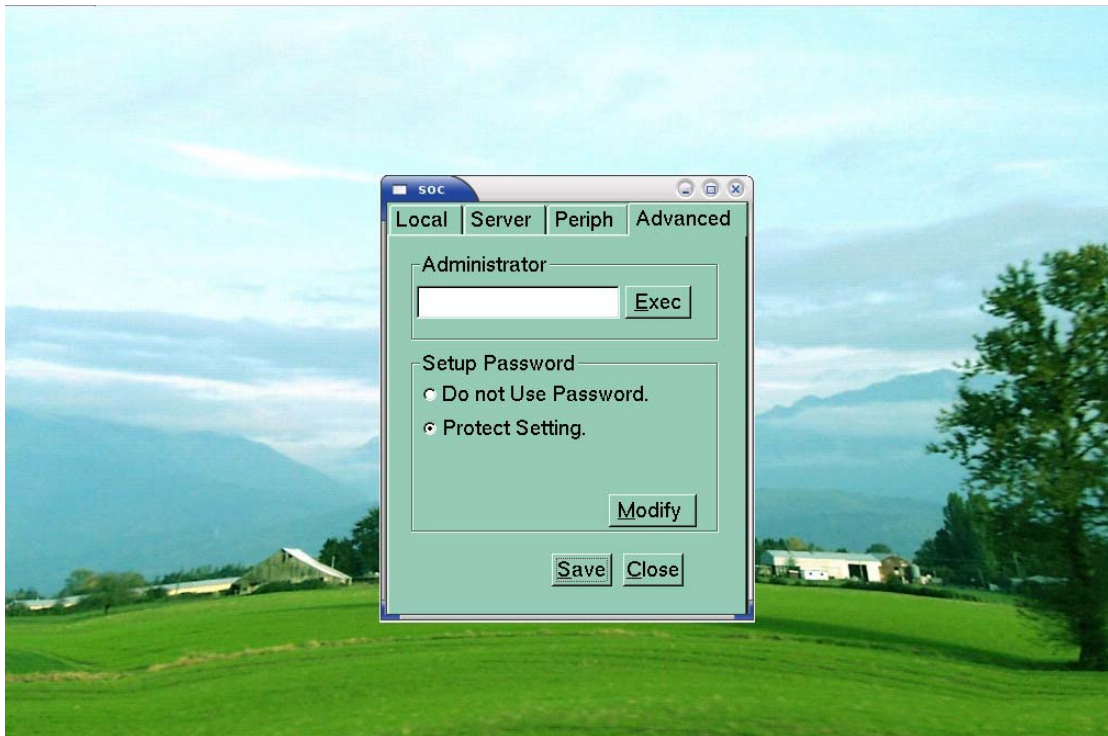 soc
Local Server Periph Advanced
Administrator
Exec
Setup Password
Do not Use Password.
Protect Setting.
Modify
Save Close